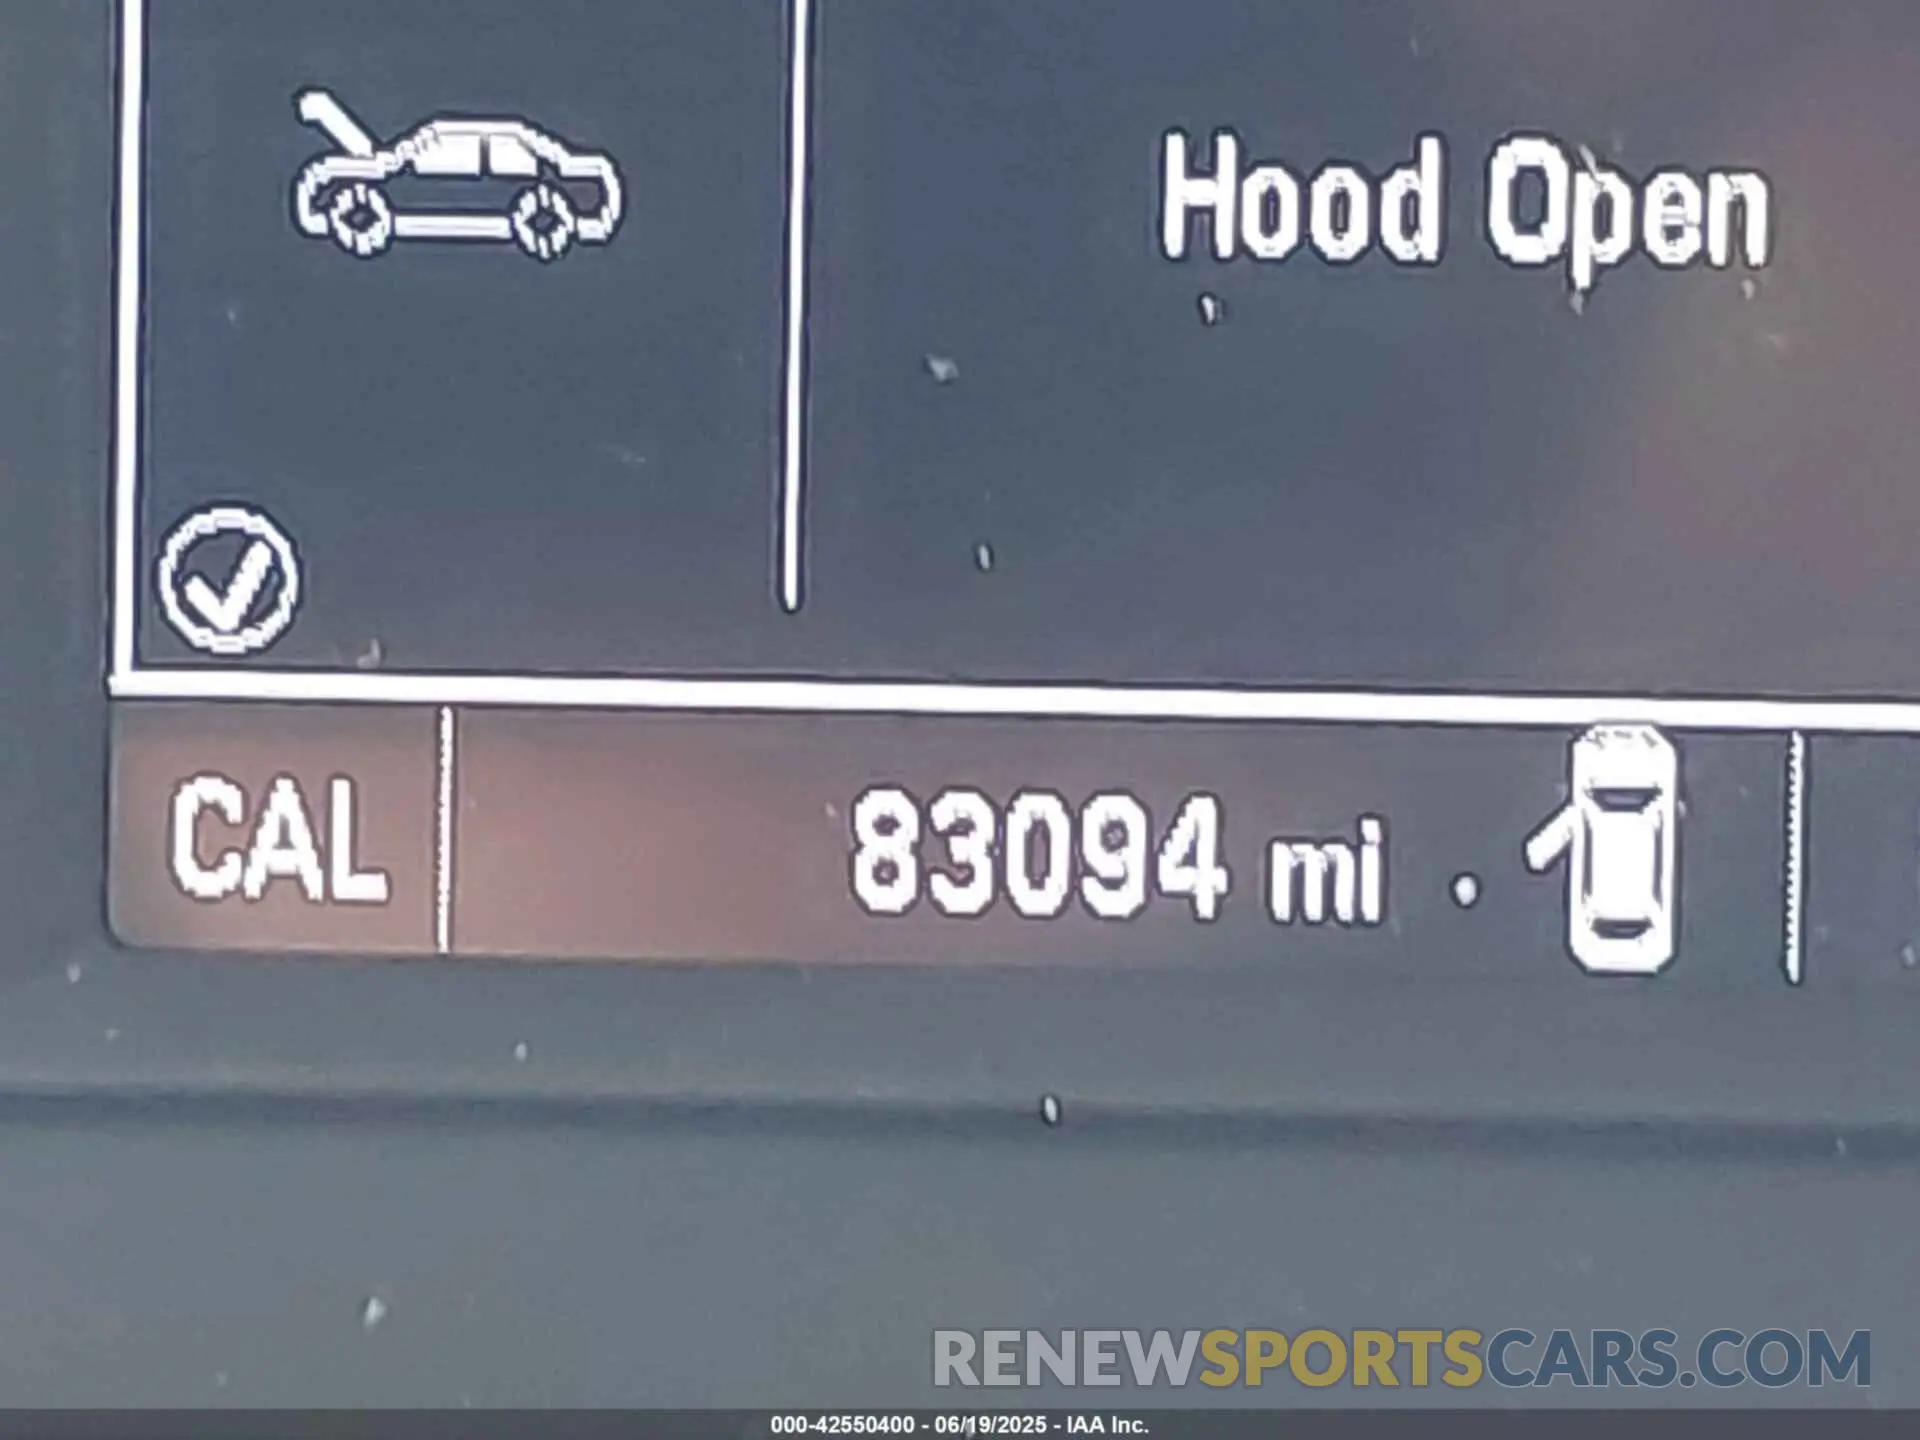 Hood Open
CAL 83094 mi
RENEWSPORTSCARS.COM
000-42550400 - 06/19/2025 - IAA Inc.